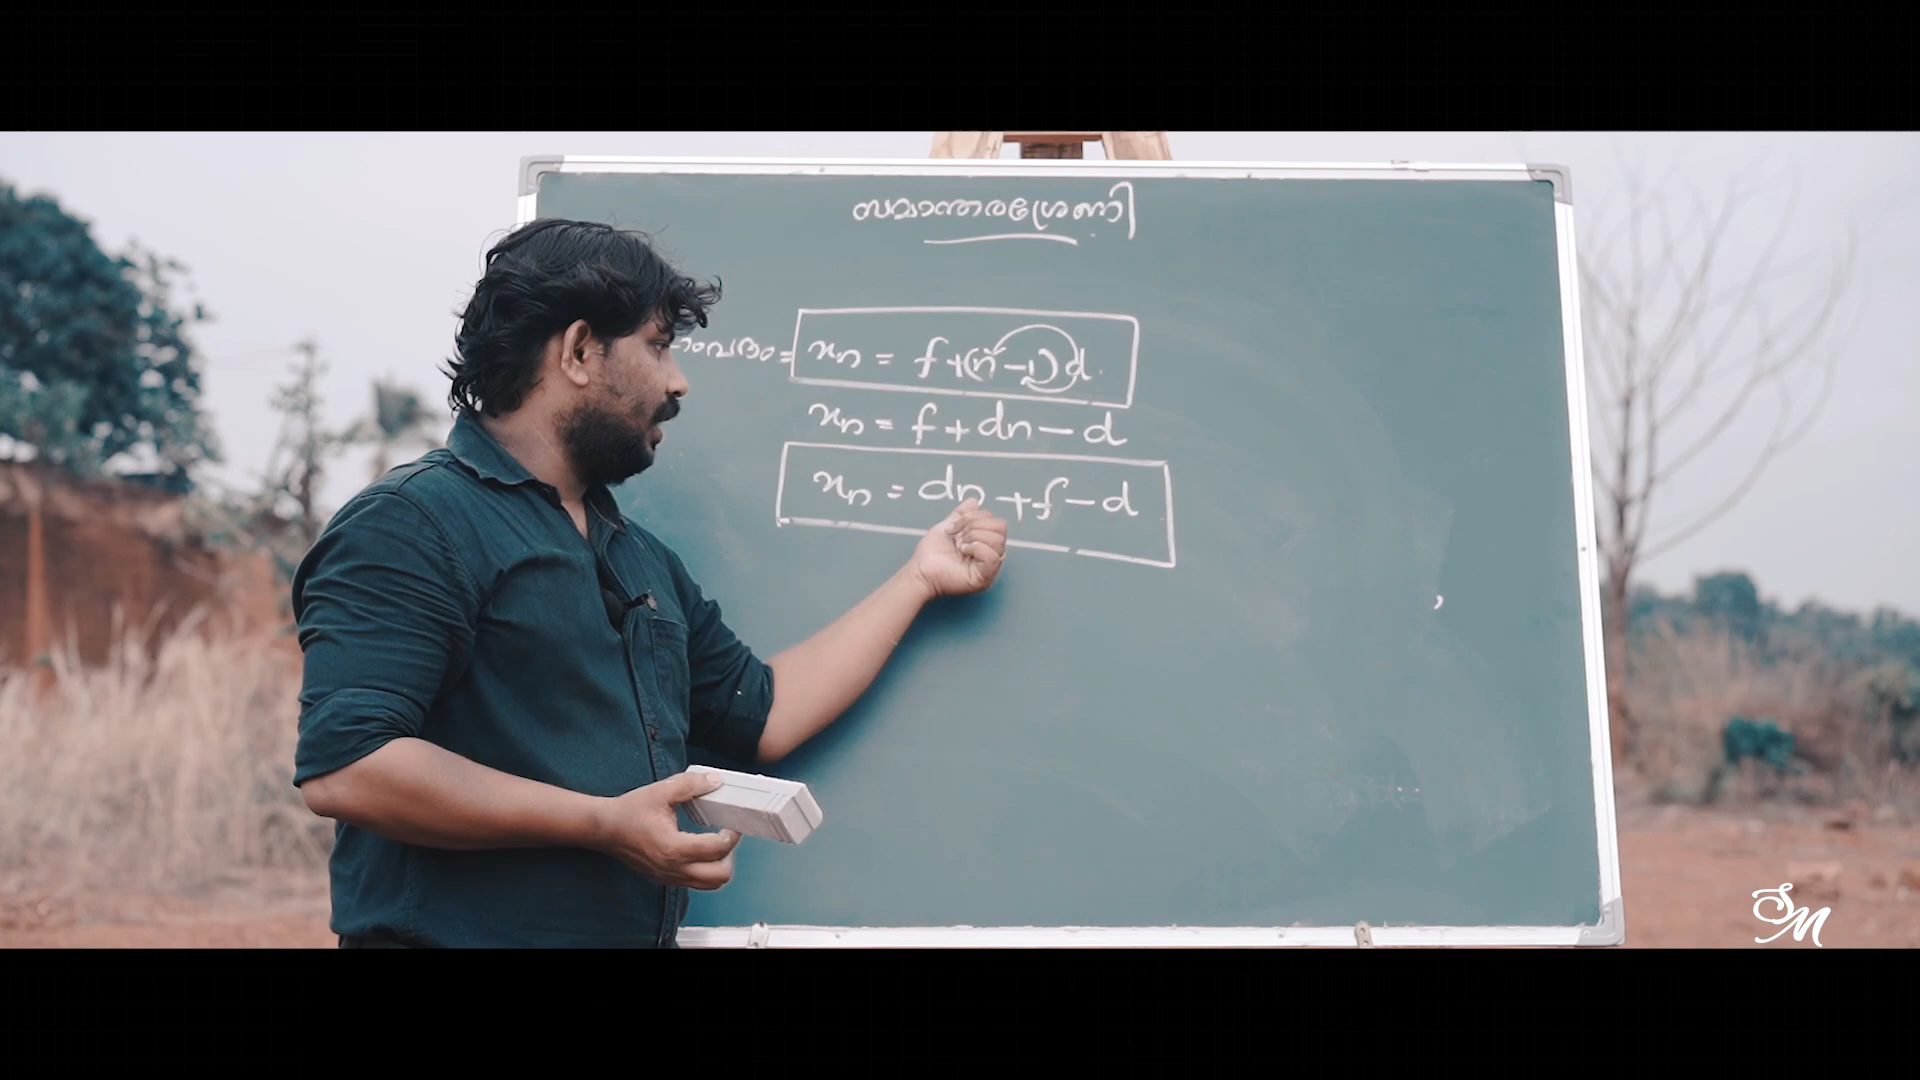 സമാന്തരശ്രേണി
xn = f+(n-1)d
xn = f+dn-d
xn = dn+f-d
SM